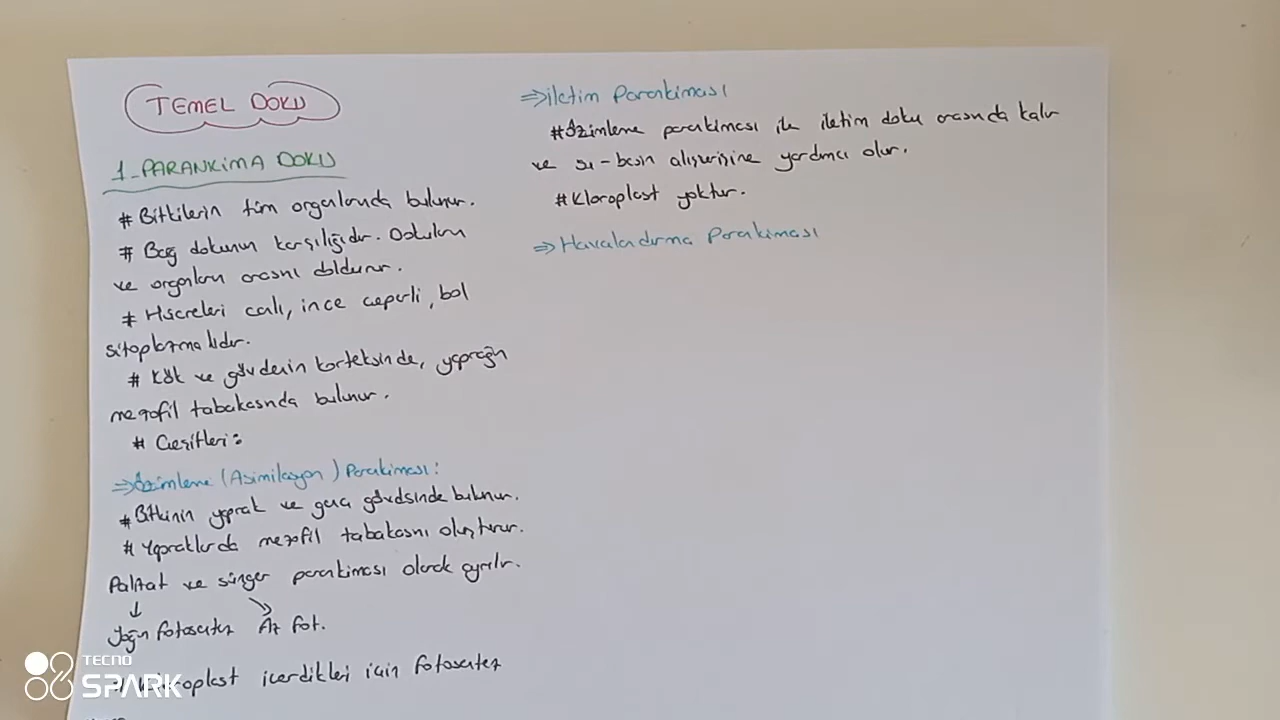 TEMEL DOKU
1-PARANKİMA DOKU
# Bitkilerin tüm organlarında bulunur.
# Bağ dokunun karşılığıdır. Dokuların
ve organların arasını doldurur.
# Hücreleri canlı, ince çeperli, bol
sitoplazmalıdır.
# Kök ve gövdenin korteksinde, yaprağın
mezofil tabakasında bulunur.
# Çeşitleri:
⇒Özümleme (Asimilasyon) Parankiması:
# Bitkinin yaprak ve genç gövdesinde bulunur.
# Yapraklarda mezofil tabakasını oluşturur.
Palizat ve sünger parankiması olarak ayrılır.
↓ ↘
Yoğun fotosentez Az fot.
# Kloroplast içerdikleri için fotosentez
⇒İletim Parankiması
#Özümleme parankiması ile iletim doku arasında kalır
ve su-besin alışverişine yardımcı olur.
#Kloroplast yoktur.
⇒Havalandırma Parankiması
TECNO
SPARK